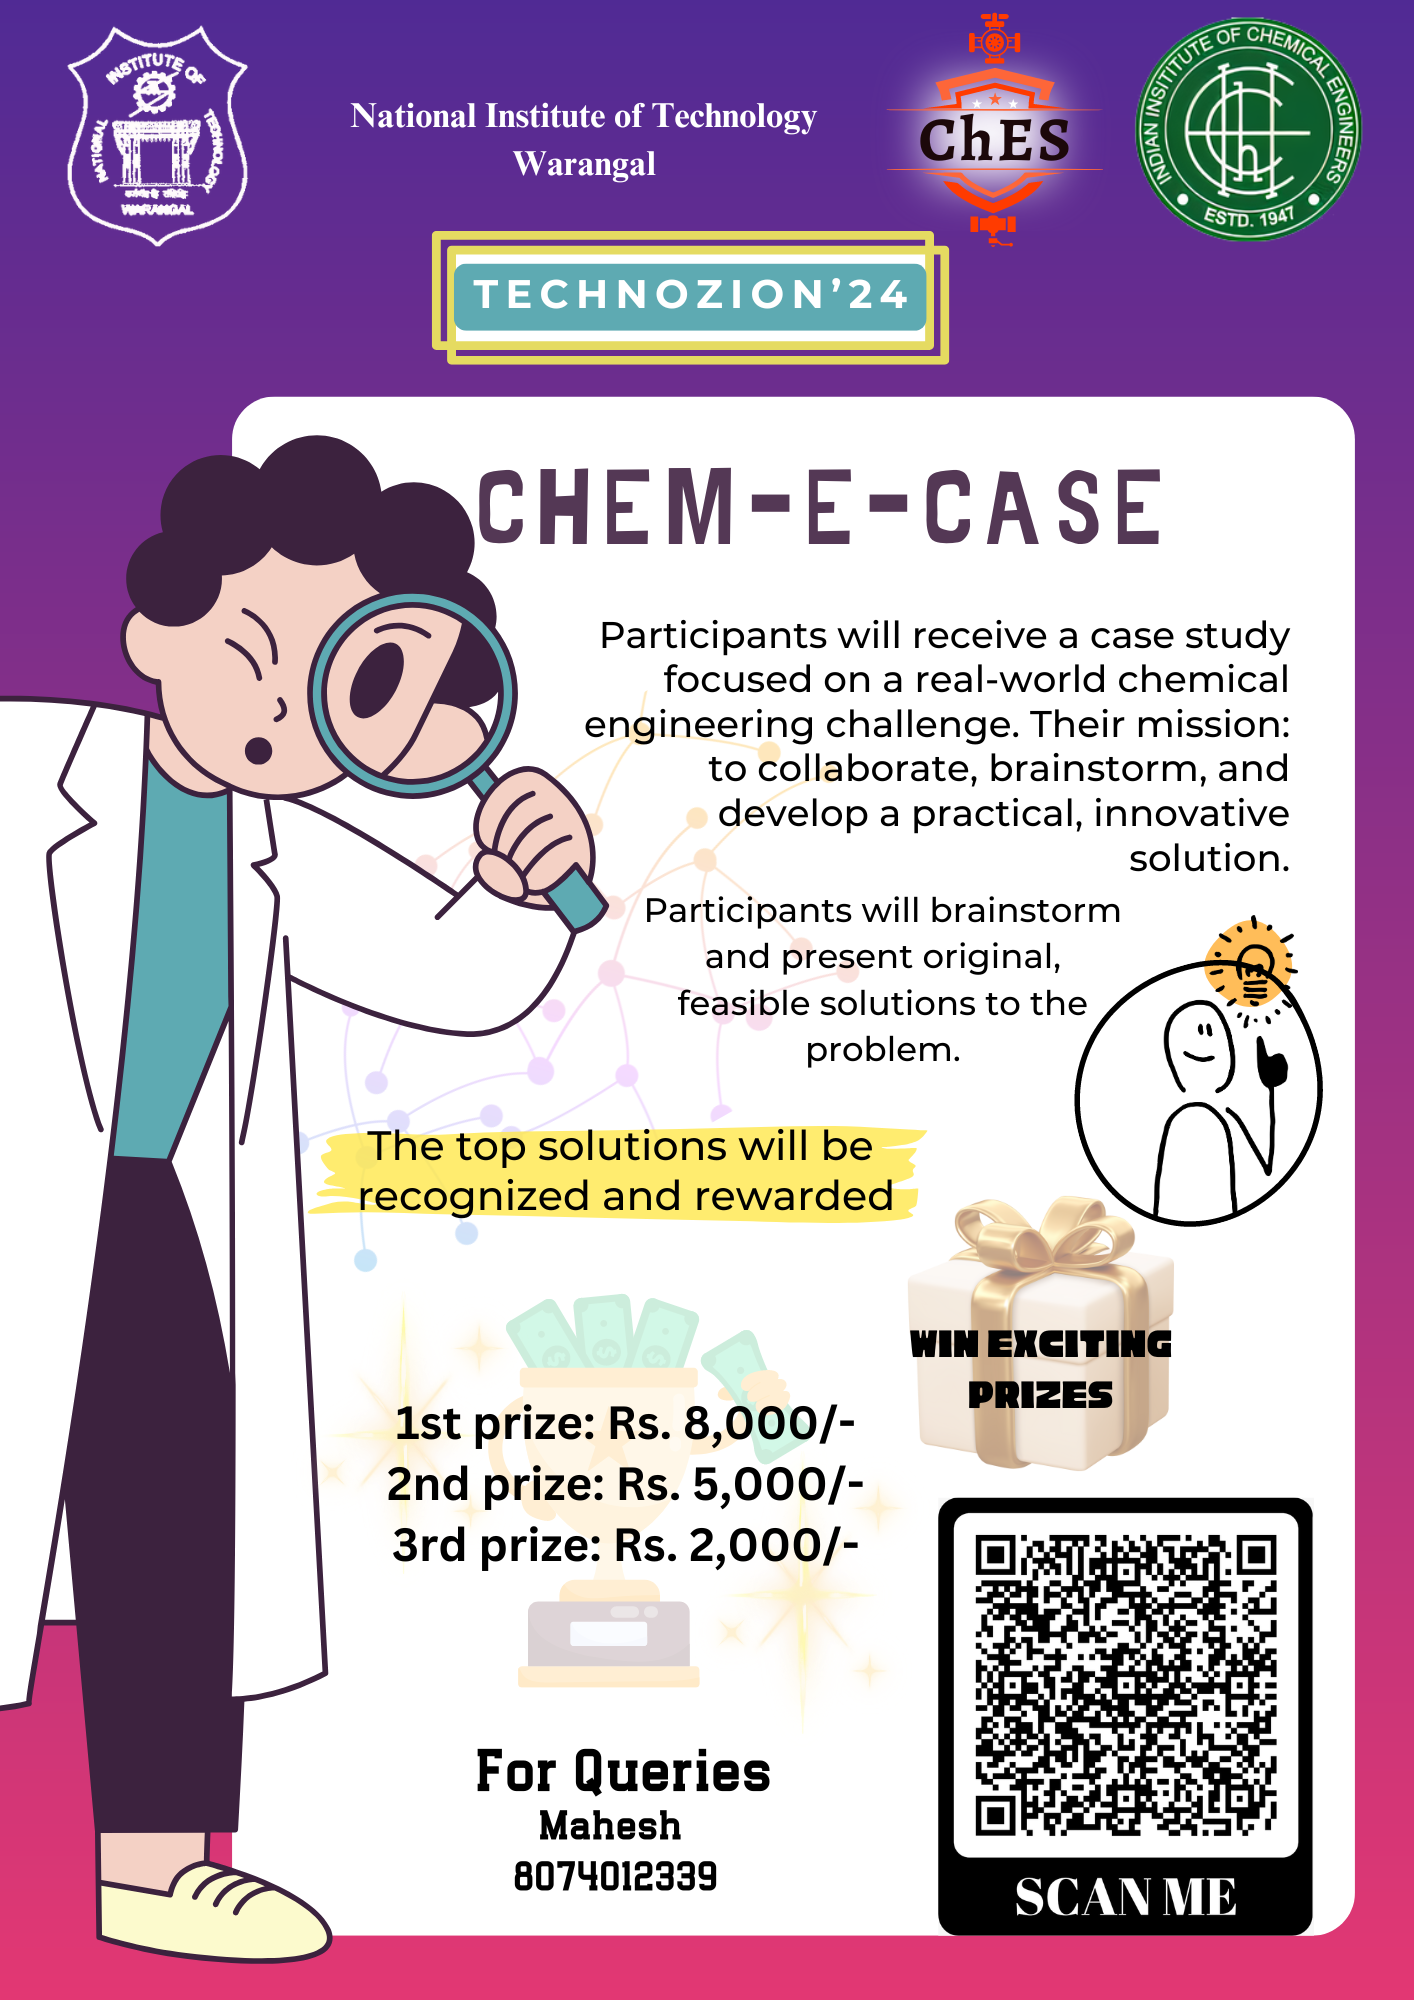 INSTITUTE OF
NATIONAL
TECHNOLOGY
WARANGAL
National Institute of Technology
Warangal
ChES
INDIAN INSITITUTE OF CHEMICAL ENGINEERS
ESTD. 1947
TECHNOZION’24
CHEM-E-CASE
Participants will receive a case study
focused on a real-world chemical
engineering challenge. Their mission:
to collaborate, brainstorm, and
develop a practical, innovative
solution.
Participants will brainstorm
and present original,
feasible solutions to the
problem.
The top solutions will be
recognized and rewarded
WIN EXCITING
PRIZES
1st prize: Rs. 8,000/-
2nd prize: Rs. 5,000/-
3rd prize: Rs. 2,000/-
For Queries
Mahesh
8074012339
SCAN ME